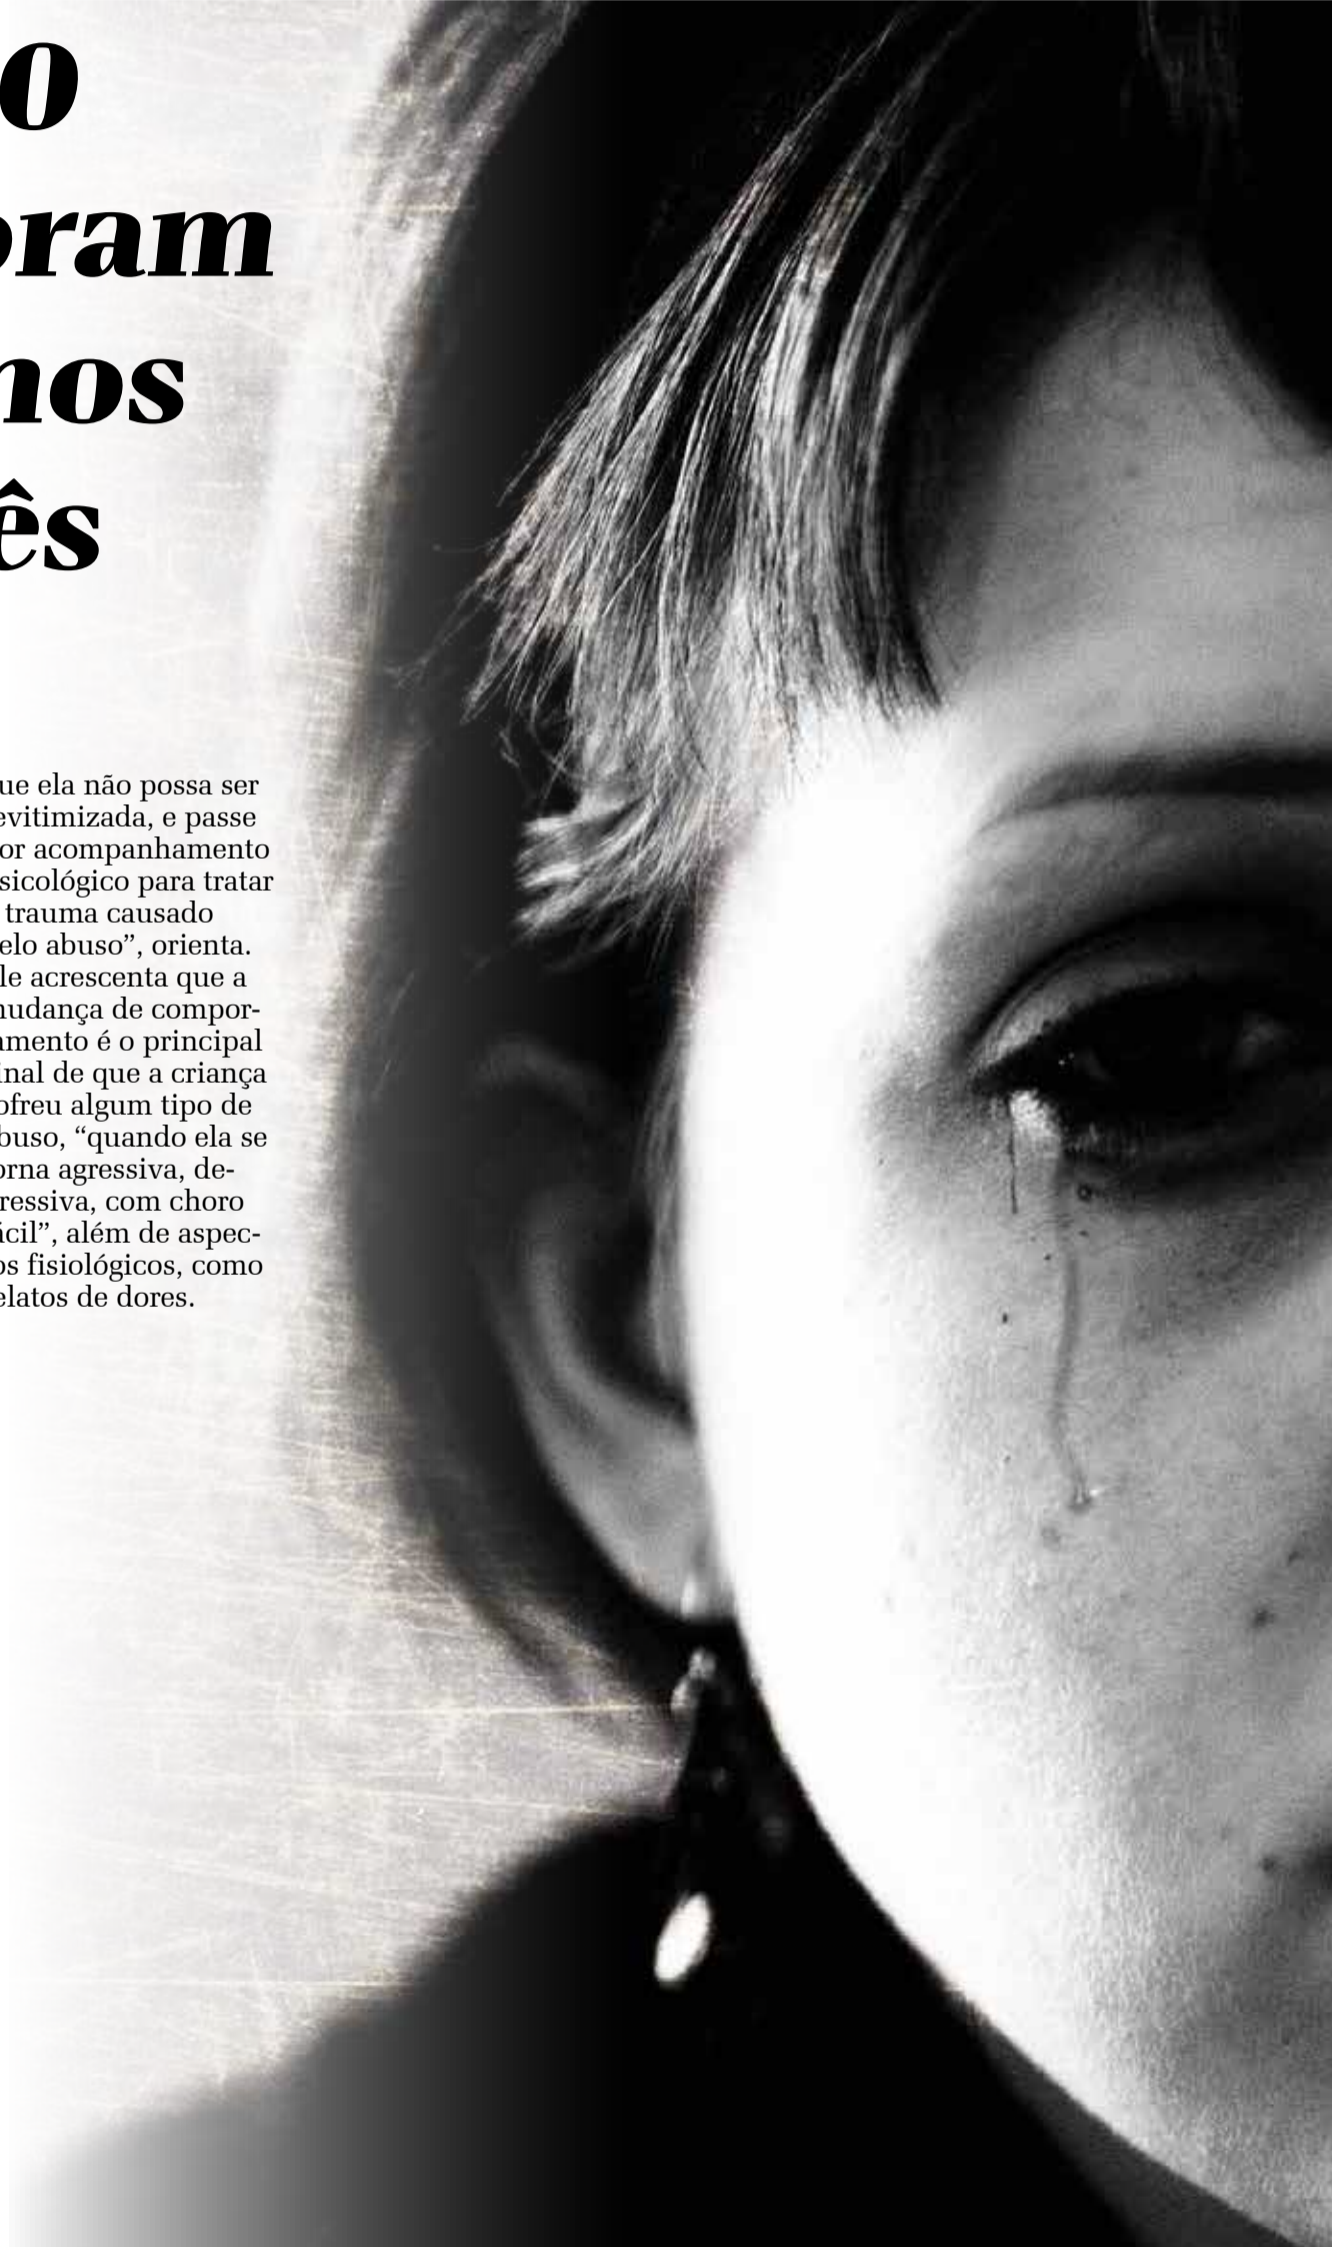 o
oram
nos
ês
ue ela não possa ser
evitimizada, e passe
or acompanhamento
sicológico para tratar
trauma causado
elo abuso”, orienta.
le acrescenta que a
nudança de compor-
amento é o principal
inal de que a criança
ofreu algum tipo de
buso, “quando ela se
orna agressiva, de-
ressiva, com choro
ácil”, além de aspec-
os fisiológicos, como
elatos de dores.